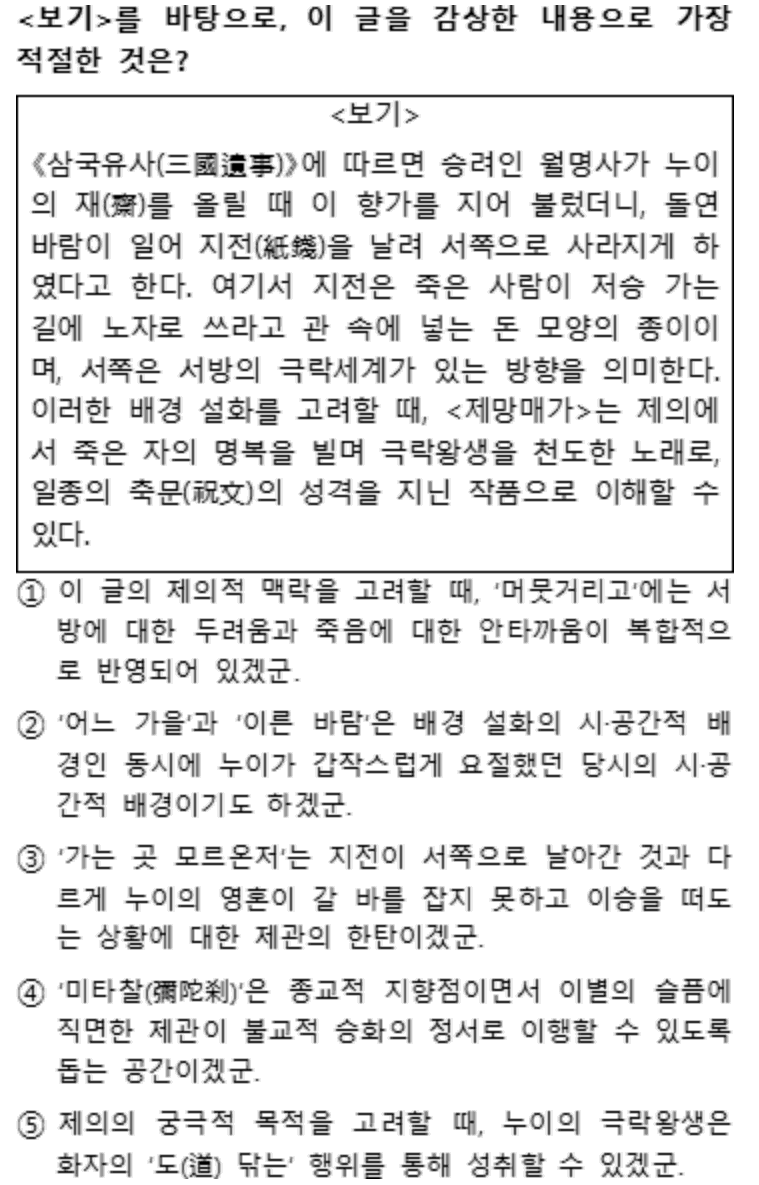 <보기>를 바탕으로, 이 글을 감상한 내용으로 가장
적절한 것은?
<보기>
《삼국유사(三國遺事)》에 따르면 승려인 월명사가 누이
의 재(齋)를 올릴 때 이 향가를 지어 불렀더니, 돌연
바람이 일어 지전(紙錢)을 날려 서쪽으로 사라지게 하
였다고 한다. 여기서 지전은 죽은 사람이 저승 가는
길에 노자로 쓰라고 관 속에 넣는 돈 모양의 종이이
며, 서쪽은 서방의 극락세계가 있는 방향을 의미한다.
이러한 배경 설화를 고려할 때, <제망매가>는 제의에
서 죽은 자의 명복을 빌며 극락왕생을 천도한 노래로,
일종의 축문(祝文)의 성격을 지닌 작품으로 이해할 수
있다.
① 이 글의 제의적 맥락을 고려할 때, '머뭇거리고'에는 서
방에 대한 두려움과 죽음에 대한 안타까움이 복합적으
로 반영되어 있겠군.
② '어느 가을'과 '이른 바람'은 배경 설화의 시·공간적 배
경인 동시에 누이가 갑작스럽게 요절했던 당시의 시·공
간적 배경이기도 하겠군.
③ '가는 곳 모르온저'는 지전이 서쪽으로 날아간 것과 다
르게 누이의 영혼이 갈 바를 잡지 못하고 이승을 떠도
는 상황에 대한 제관의 한탄이겠군.
④ '미타찰(彌陀刹)'은 종교적 지향점이면서 이별의 슬픔에
직면한 제관이 불교적 승화의 정서로 이행할 수 있도록
돕는 공간이겠군.
⑤ 제의의 궁극적 목적을 고려할 때, 누이의 극락왕생은
화자의 '도(道) 닦는' 행위를 통해 성취할 수 있겠군.